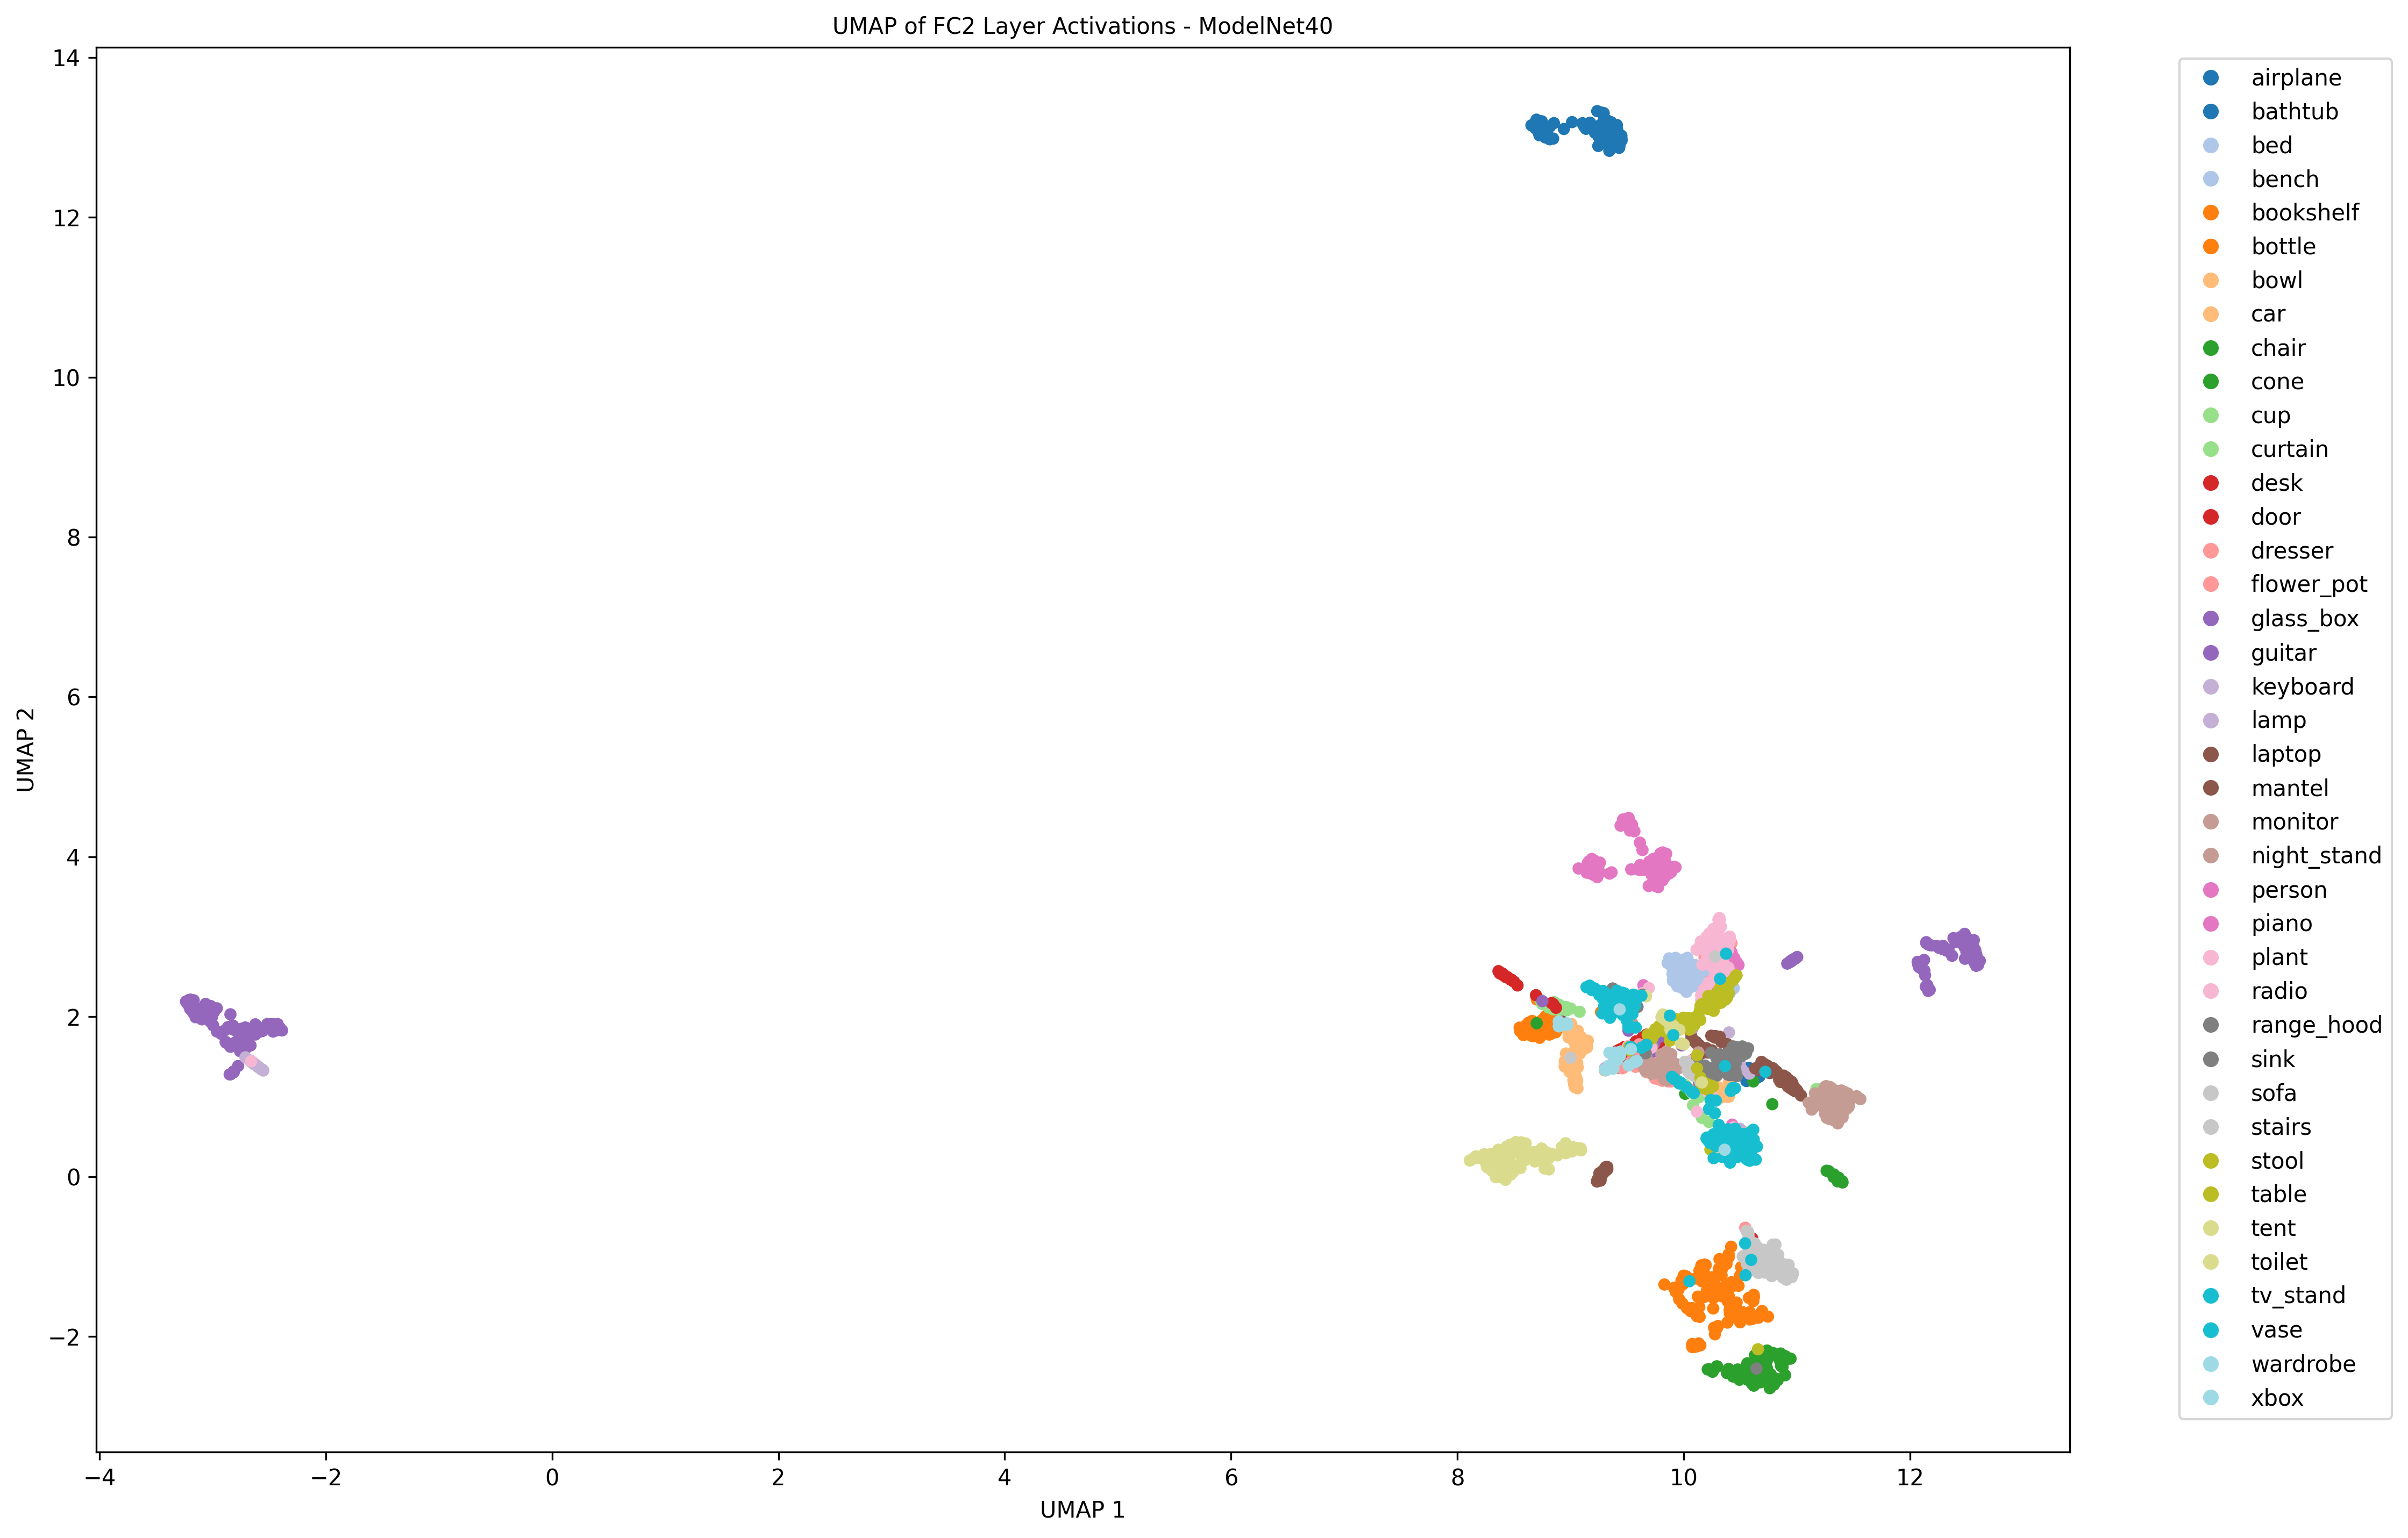 UMAP of FC2 Layer Activations - ModelNet40
14
12
10
8
6
4
2
0
−2
UMAP 2
−4
−2
0
2
4
6
8
10
12
UMAP 1
airplane
bathtub
bed
bench
bookshelf
bottle
bowl
car
chair
cone
cup
curtain
desk
door
dresser
flower_pot
glass_box
guitar
keyboard
lamp
laptop
mantel
monitor
night_stand
person
piano
plant
radio
range_hood
sink
sofa
stairs
stool
table
tent
toilet
tv_stand
vase
wardrobe
xbox